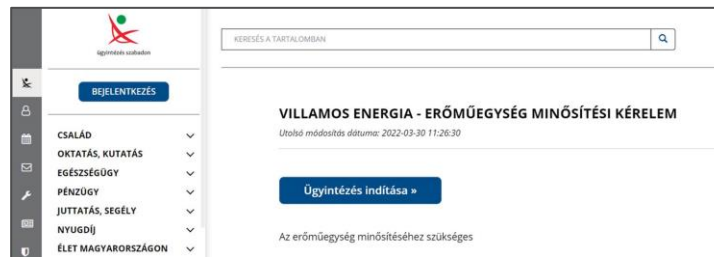 ügyintézés szabadon
BEJELENTKEZÉS
CSALÁD
OKTATÁS, KUTATÁS
EGÉSZSÉGÜGY
PÉNZÜGY
JUTTATÁS, SEGÉLY
NYUGDÍJ
ÉLET MAGYARORSZÁGON
KERESÉS A TARTALOMBAN
VILLAMOS ENERGIA - ERŐMŰEGYSÉG MINŐSÍTÉSI KÉRELEM
Utolsó módosítás dátuma: 2022-03-30 11:26:30
Ügyintézés indítása »
Az erőműegység minősítéséhez szükséges